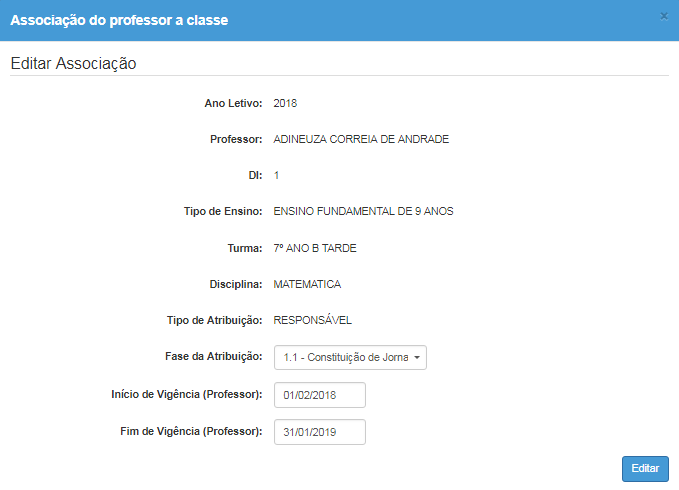 Associação do professor a classe
×
Editar Associação
Ano Letivo: 2018
Professor: ADINEUZA CORREIA DE ANDRADE
DI: 1
Tipo de Ensino: ENSINO FUNDAMENTAL DE 9 ANOS
Turma: 7º ANO B TARDE
Disciplina: MATEMATICA
Tipo de Atribuição: RESPONSÁVEL
Fase da Atribuição: 1.1 - Constituição de Jorna
Início de Vigência (Professor): 01/02/2018
Fim de Vigência (Professor): 31/01/2019
Editar